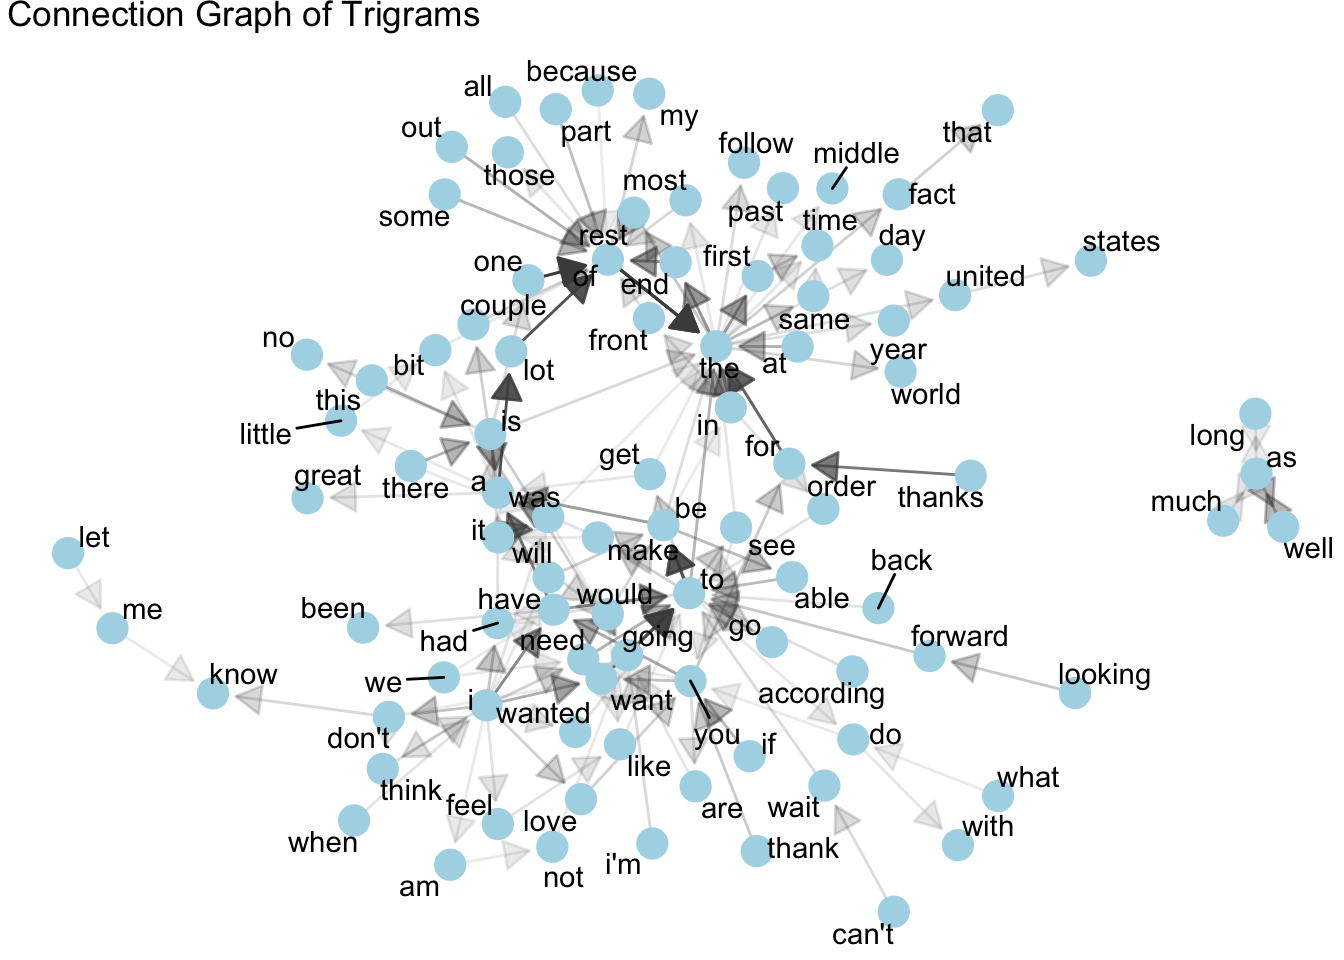 Connection Graph of Trigrams
because
all
my
out
part
that
follow
middle
those
most
fact
some
past
time
rest
day
states
one
of
first
united
end
couple
same
no
front
bit
lot
the
at
year
this
world
little
is
in
long
for
as
great
there
get
a
was
order
thanks
much
be
it
let
will
make
see
well
back
to
me
been
have
would
able
had
need
going
go
forward
we
know
looking
i
wanted
want
according
don't
you
if
do
like
think
what
feel
love
are
wait
with
when
thank
i'm
not
am
can't